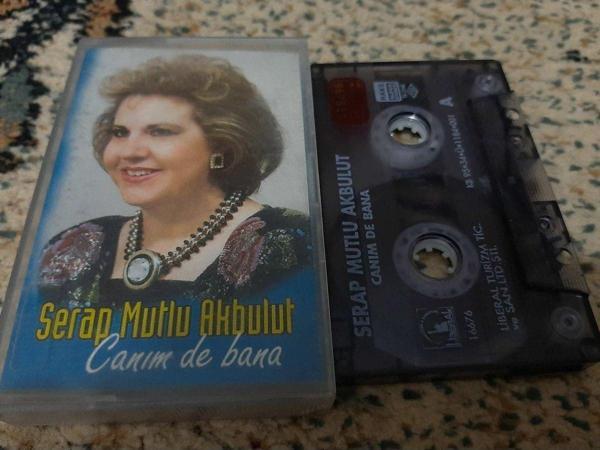 Serap Mutlu Akbulut
Canım de bana
SERAP MUTLU AKBULUT
CANIM DE BANA
A
16676
LIBERAL TURİZM TİC.
ve SAN. LTD. ŞTİ.